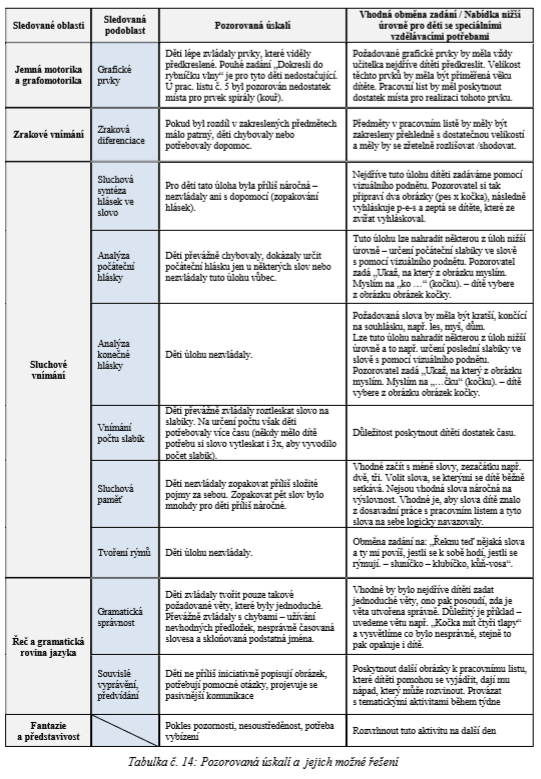 Sledované oblasti
Sledovaná
podoblast
Pozorovaná úskalí
Vhodná obměna zadání / Nabídka nižší
úrovně pro děti se speciálními
vzdělávacími potřebami
Jemná motorika
a grafomotorika
Grafické
prvky
Děti lépe zvládaly prvky, které viděly
předkreslené. Pouhé zadání „Dokresli do
rybníčku vlny“ je pro tyto děti nedostačující.
U prac. listu č. 5 byl pozorován nedostatek
místa pro prvek spirály (kouř).
Požadované grafické prvky by měla vždy
učitelka nejdříve dítěti předkreslit. Velikost
těchto prvků by měla být přiměřená věku
dítěte. Pracovní list by měl poskytnout
dostatek místa pro realizaci tohoto prvku.
Zrakové vnímání
Zraková
diferenciace
Pokud byl rozdíl v zakreslených předmětech
málo patrný, děti chybovaly nebo
potřebovaly dopomoc.
Předměty v pracovním listě by měly být
zakresleny přehledně s dostatečnou velikostí
a měly by se zřetelně rozlišovat /shodovat.
Sluchové
vnímání
Sluchová
syntéza
hlásek ve
slovo
Pro děti tato úloha byla příliš náročná –
nezvládaly ani s dopomocí (zopakování
hlásek).
Nejdříve tuto úlohu dítěti zadáváme pomocí
vizuálního podnětu. Pozorovatel si tak
připraví dva obrázky (pes x kočka), následně
vyhláskuje p-e-s a zeptá se dítěte, které ze
zvířat vyhláskoval.
Analýza
počáteční
hlásky
Děti převážně chybovaly, dokázaly určit
počáteční hlásku jen u některých slov nebo
nezvládaly tuto úlohu vůbec.
Tuto úlohu lze nahradit některou z úloh nižší
úrovně – určení počáteční slabiky ve slově
s pomocí vizuálního podnětu. Pozorovatel
zadá „Ukaž, na který z obrázku myslím.
Myslím na „ko …“ (kočku). – dítě vybere
z obrázku obrázek kočky.
Analýza
konečné
hlásky
Děti úlohu nezvládaly.
Požadovaná slova by měla být kratší, končící
na souhlásku, např. les, myš, dům.
Lze tuto úlohu nahradit některou z úloh nižší
úrovně a to např. určení poslední slabiky ve
slově s pomocí vizuálního podnětu.
Pozorovatel zadá „Ukaž, na který z obrázku
myslím. Myslím na „…čku“ (kočku). – dítě
vybere z obrázku obrázek kočky.
Vnímání
počtu slabik
Děti převážně zvládaly roztleskat slovo na
slabiky. Na určení počtu však děti
potřebovaly více času (někdy mělo dítě
potřebu si slovo vytleskat i 3x, aby vyvodilo
počet slabik).
Důležitost poskytnout dítěti dostatek času.
Sluchová
paměť
Děti nezvládaly zopakovat příliš složité
pojmy za sebou. Zopakovat pět slov bylo
mnohdy pro děti příliš náročné.
Vhodné začít s méně slovy, zezačátku např.
dvě, tři. Volit slova, se kterými se dítě běžně
setkává. Nejsou vhodná slova náročná na
výslovnost. Vhodné je, aby slova dítě znalo
z dosavadní práce s pracovním listem a tyto
slova na sebe logicky navazovaly.
Tvoření rýmů
Děti úlohu nezvládaly.
Obměna zadání na: „Řeknu teď nějaká slova
a ty mi povíš, jestli se k sobě hodí, jestli se
rýmují. – sluníčko – klubíčko, kůň-vosa“.
Řeč a gramatická
rovina jazyka
Gramatická
správnost
Děti zvládaly tvořit pouze takové
požadované věty, které byly jednoduché.
Převážně zvládaly s chybami – užívání
nevhodných předložek, nesprávně časovaná
slovesa a skloňovaná podstatná jména.
Vhodné by bylo nejdříve dítěti zadat
jednoduché věty, ono pak posoudí, zda je
věta utvořena správně. Důležitý je příklad –
uvedeme větu např. „Kočka mít čtyři tlapy“
a vysvětlíme co bylo nesprávně, stejně to
pak opakuje i dítě.
Souvislé
vyprávění,
předvídání
Děti ne příliš iniciativně popisují obrázek,
potřebují pomocné otázky, projevuje se
pasivnější komunikace
Poskytnout další obrázky k pracovnímu listu,
které dítěti pomohou se vyjádřit, dají mu
nápad, který může rozvinout. Provázat
s tematickými aktivitami během týdne
Fantazie
a představivost
Pokles pozornosti, nesoustředěnost, potřeba
vybízení
Rozvrhnout tuto aktivitu na další den
Tabulka č. 14: Pozorovaná úskalí a jejich možné řešení